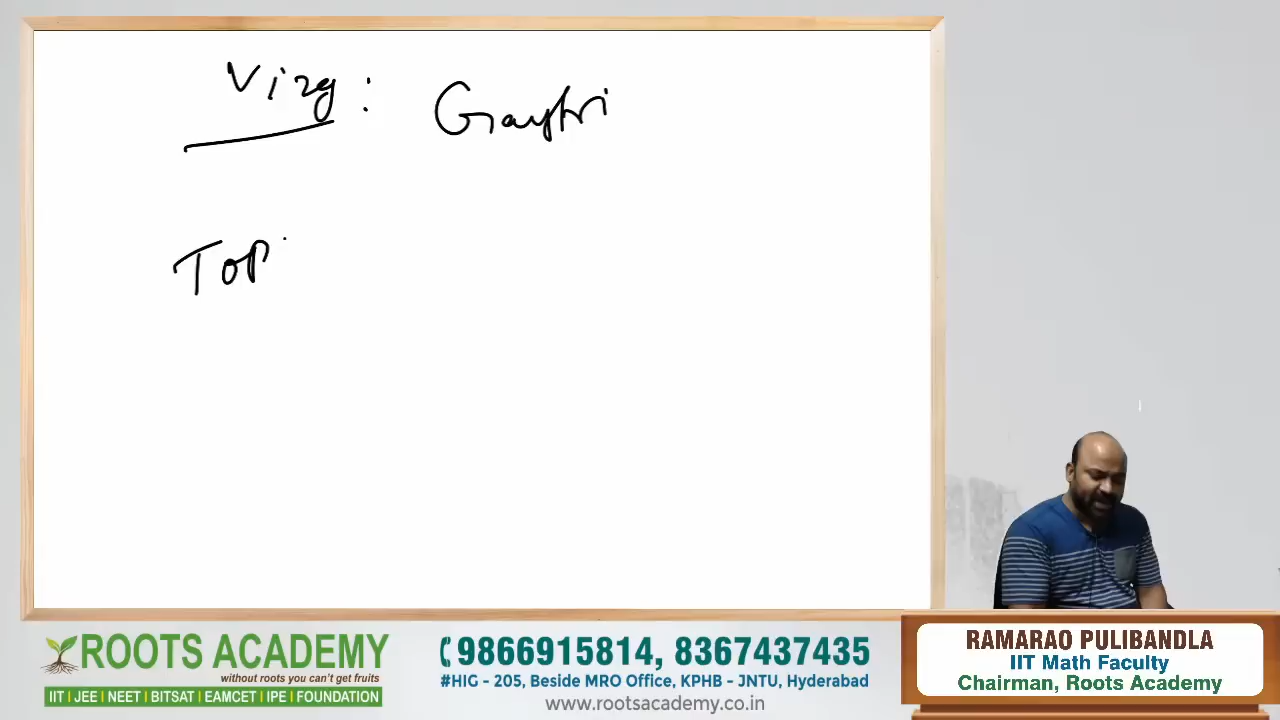 Vizg : Gaytri
Top
ROOTS ACADEMY
without roots you can't get fruits
IIT | JEE | NEET | BITSAT | EAMCET | IPE | FOUNDATION
9866915814, 8367437435
#HIG - 205, Beside MRO Office, KPHB - JNTU, Hyderabad
www.rootsacademy.co.in
RAMARAO PULIBANDLA
IIT Math Faculty
Chairman, Roots Academy